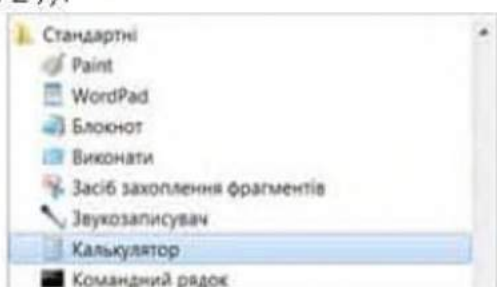 Стандартні
Paint
WordPad
Блокнот
Виконати
Засіб захоплення фрагментів
Звукозаписувач
Калькулятор
Командний рядок